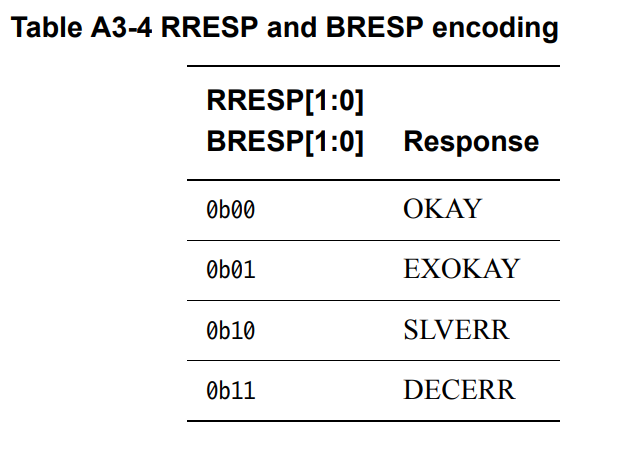 Table A3-4 RRESP and BRESP encoding
RRESP[1:0]
BRESP[1:0] Response
0b00 OKAY
0b01 EXOKAY
0b10 SLVERR
0b11 DECERR